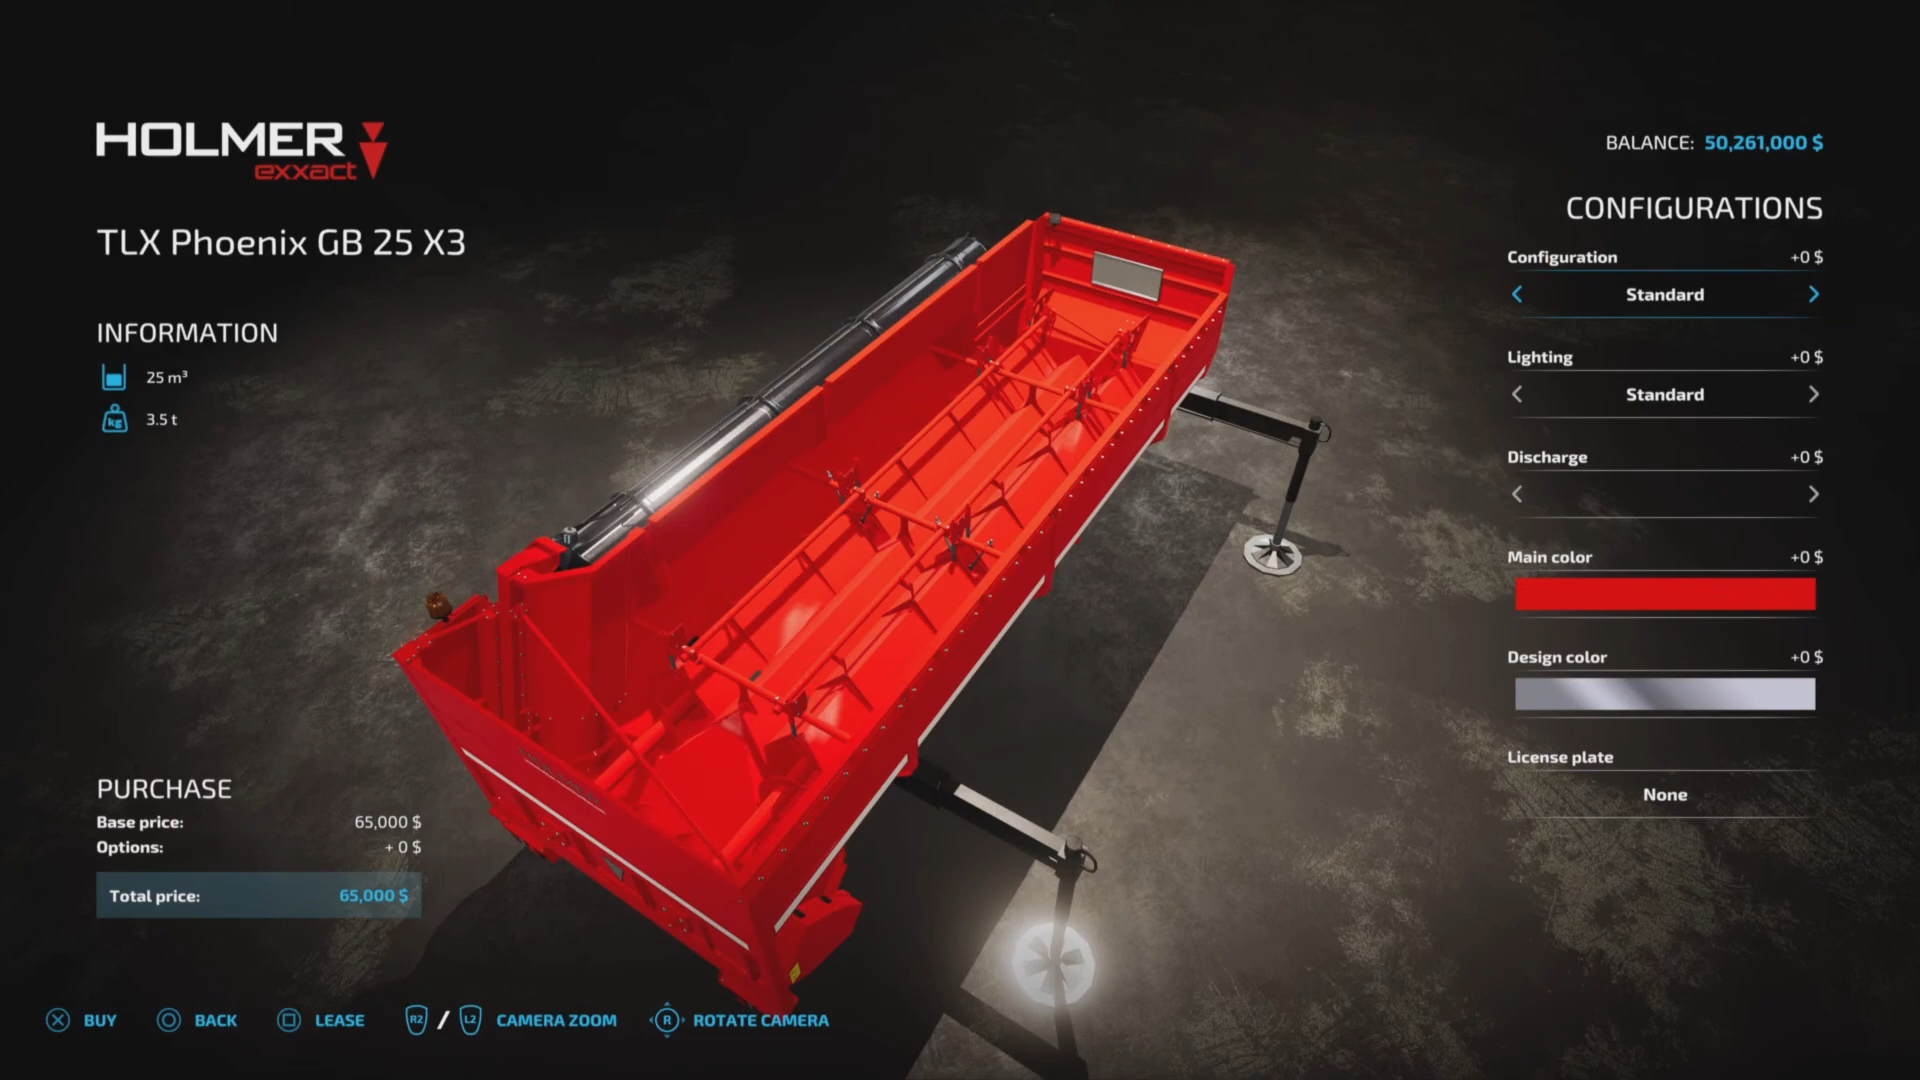 HOLMER
exxact
TLX Phoenix GB 25 X3
INFORMATION
25 m³
kg
3.5 t
PURCHASE
Base price: 65,000 $
Options: + 0 $
Total price: 65,000 $
BALANCE: 50,261,000 $
CONFIGURATIONS
Configuration +0 $
Standard
Lighting +0 $
Standard
Discharge +0 $
Main color +0 $
Design color +0 $
License plate
None
BUY
BACK
LEASE
R2 / L2 CAMERA ZOOM
R ROTATE CAMERA